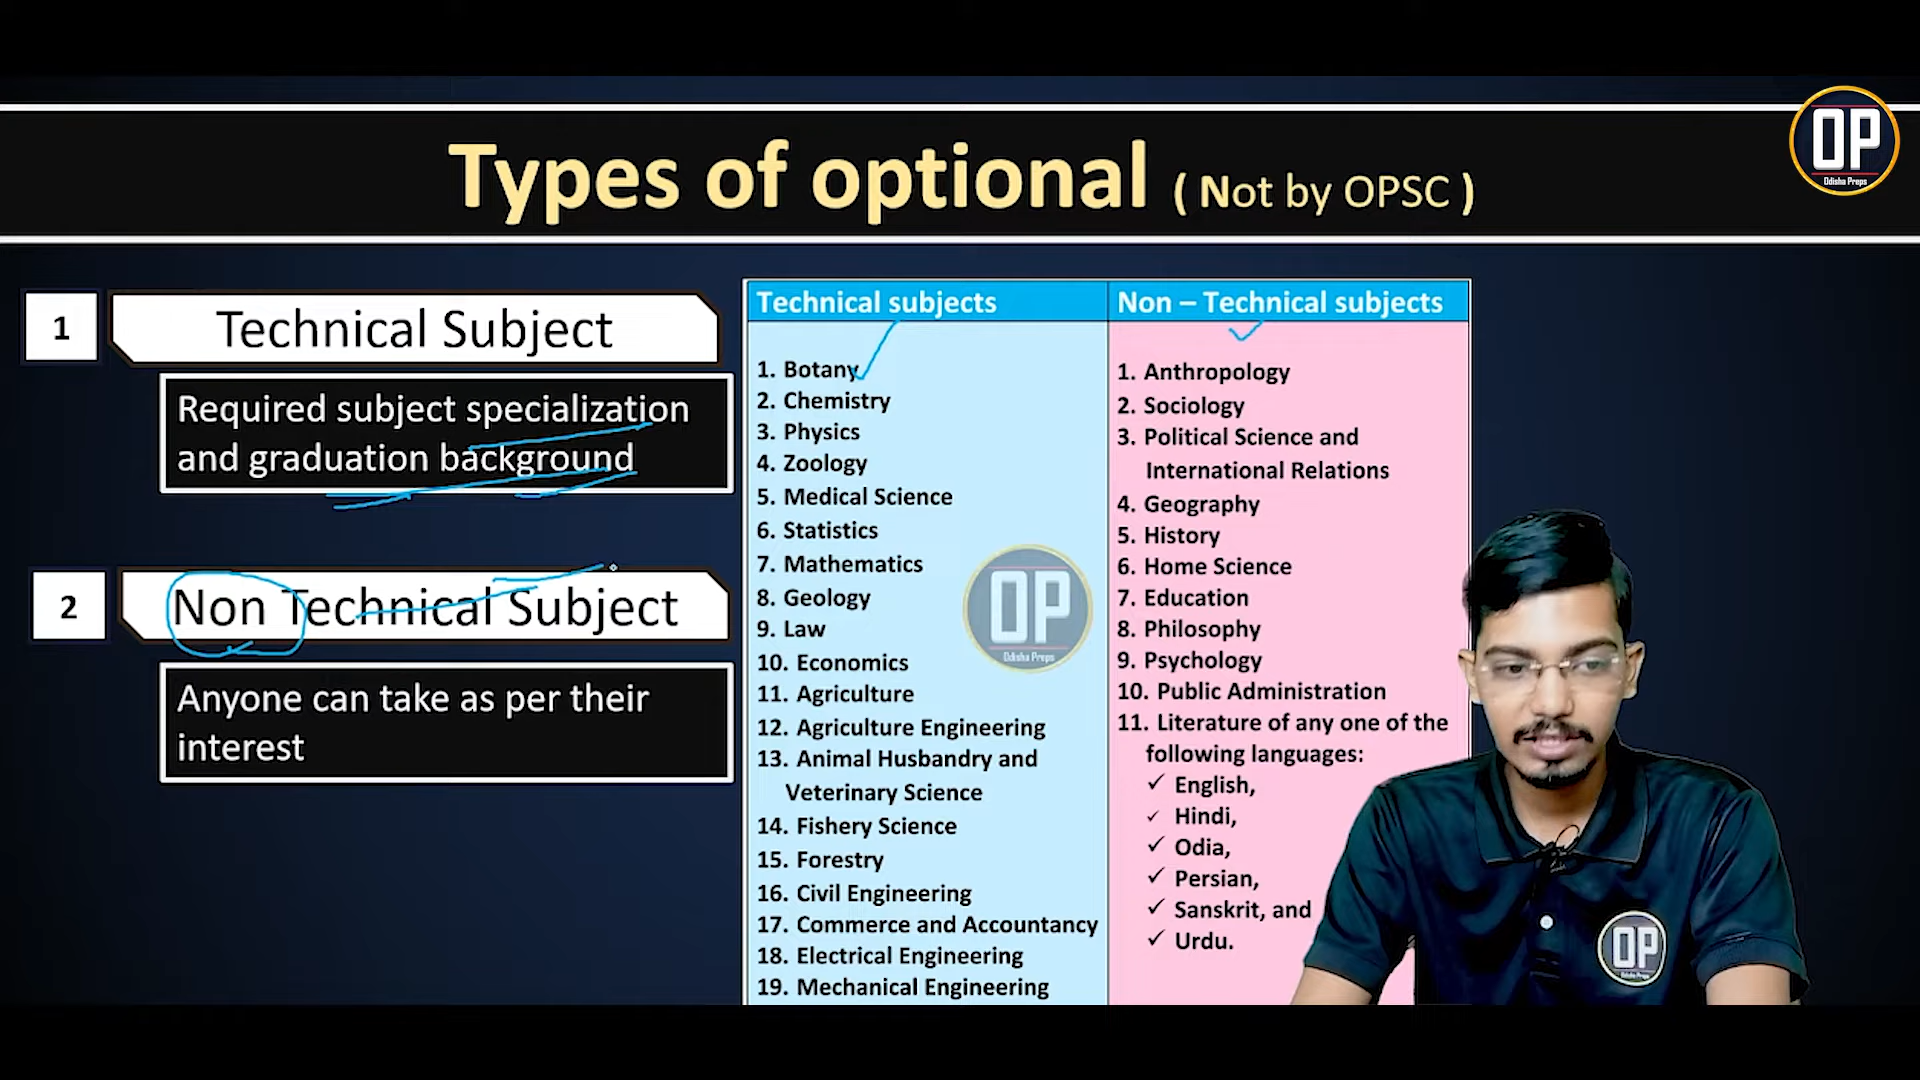 Types of optional ( Not by OPSC )
OP
Odisha Preps
1
Technical Subject
Required subject specialization
and graduation background
2
Non Technical Subject
Anyone can take as per their
interest
Technical subjects
1. Botany
2. Chemistry
3. Physics
4. Zoology
5. Medical Science
6. Statistics
7. Mathematics
8. Geology
9. Law
10. Economics
11. Agriculture
12. Agriculture Engineering
13. Animal Husbandry and
Veterinary Science
14. Fishery Science
15. Forestry
16. Civil Engineering
17. Commerce and Accountancy
18. Electrical Engineering
19. Mechanical Engineering
Non – Technical subjects
1. Anthropology
2. Sociology
3. Political Science and
International Relations
4. Geography
5. History
6. Home Science
7. Education
8. Philosophy
9. Psychology
10. Public Administration
11. Literature of any one of the
following languages:
✓ English,
✓ Hindi,
✓ Odia,
✓ Persian,
✓ Sanskrit, and
✓ Urdu.
OP
Odisha Preps
OP
Odisha Preps